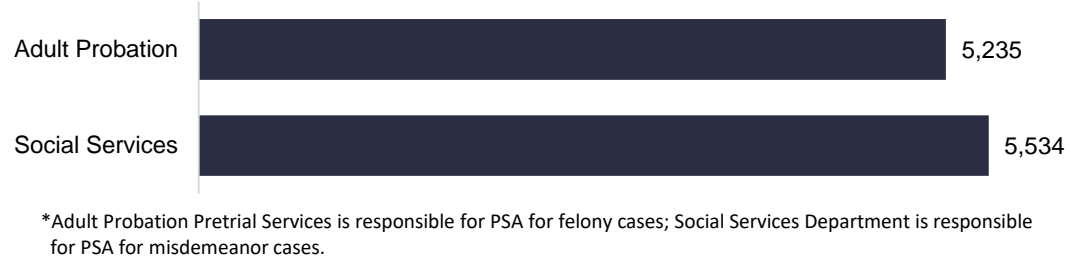 Adult Probation 5,235
Social Services 5,534
*Adult Probation Pretrial Services is responsible for PSA for felony cases; Social Services Department is responsible
for PSA for misdemeanor cases.